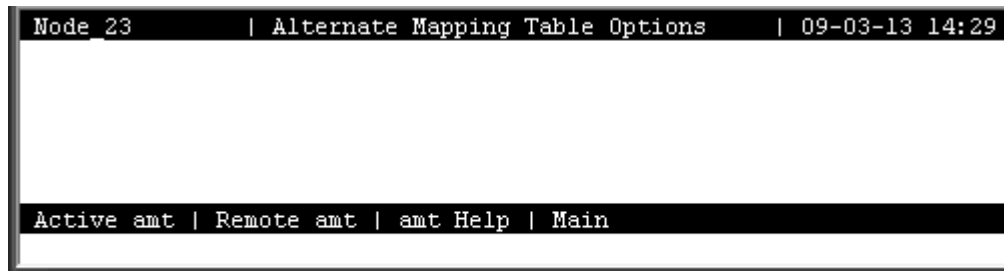 Node_23 | Alternate Mapping Table Options | 09-03-13 14:29
Active amt | Remote amt | amt Help | Main